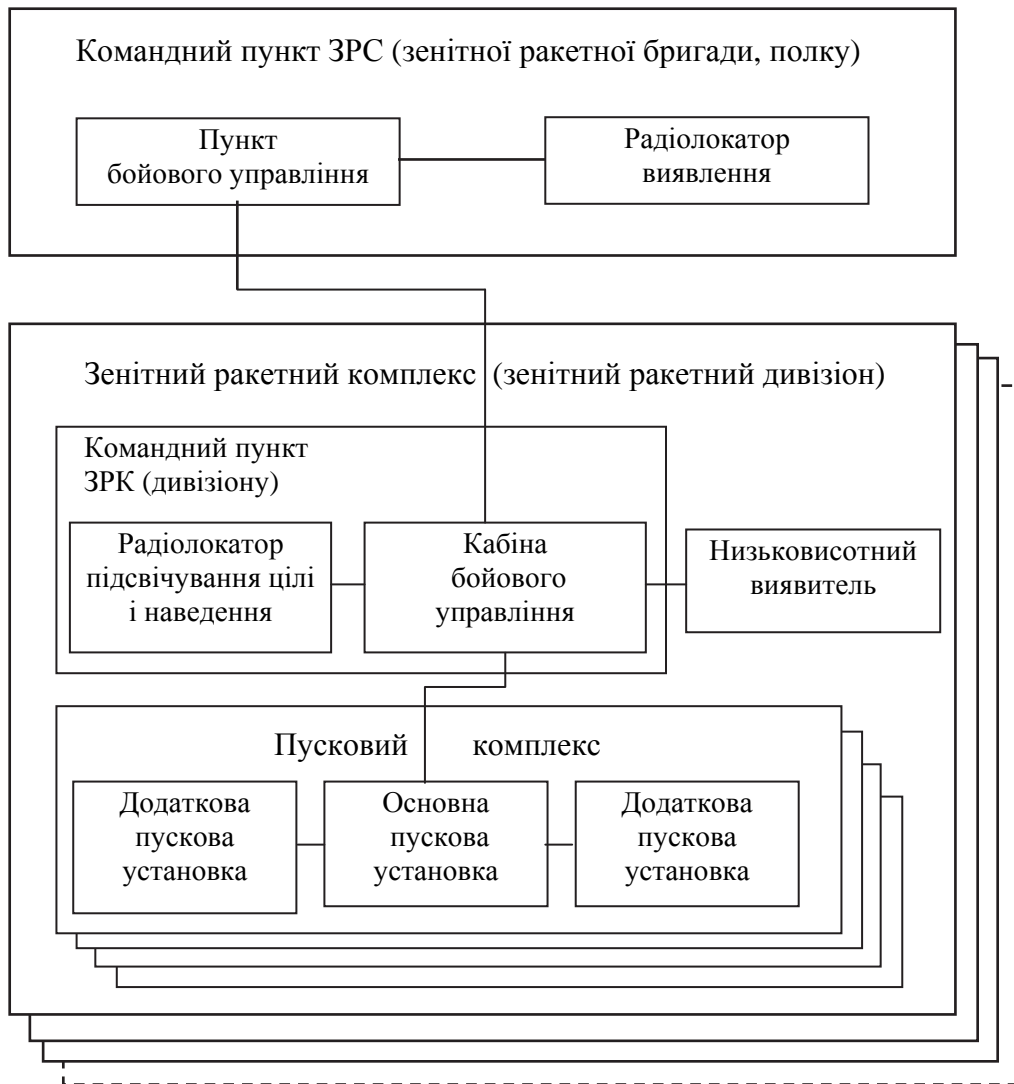 Командний пункт ЗРС (зенітної ракетної бригади, полку)
Пункт
бойового управління
Радіолокатор
виявлення
Зенітний ракетний комплекс (зенітний ракетний дивізіон)
Командний пункт
ЗРК (дивізіону)
Радіолокатор
підсвічування цілі
і наведення
Кабіна
бойового
управління
Низьковисотний
виявитель
Пусковий комплекс
Додаткова
пускова
установка
Основна
пускова
установка
Додаткова
пускова
установка